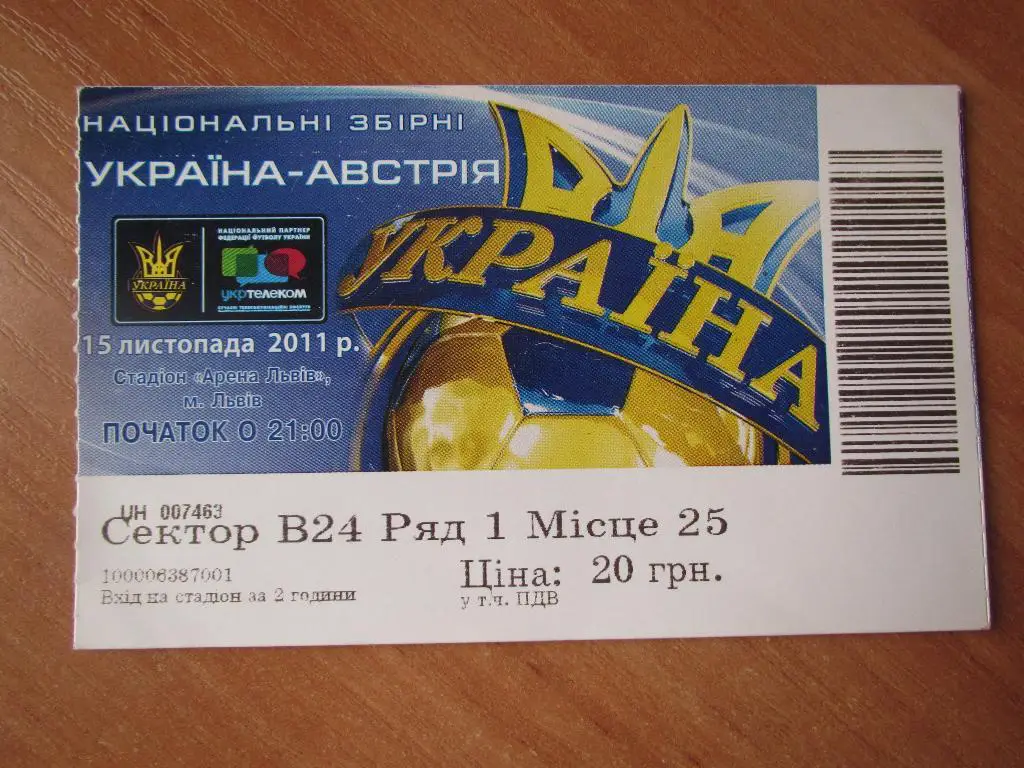 НАЦІОНАЛЬНІ ЗБІРНІ
УКРАЇНА-АВСТРІЯ
УКРАЇНА
НАЦІОНАЛЬНИЙ ПАРТНЕР
ФЕДЕРАЦІЇ ФУТБОЛУ УКРАЇНИ
УКРАЇНА
укртелеком
15 листопада 2011 р.
Стадіон «Арена Львів»,
м. Львів
ПОЧАТОК О 21:00
ЦН 007463
Сектор В24 Ряд 1 Місце 25
100006387001
Ціна: 20 грн.
Вхід на стадіон за 2 години
у т.ч. ПДВ